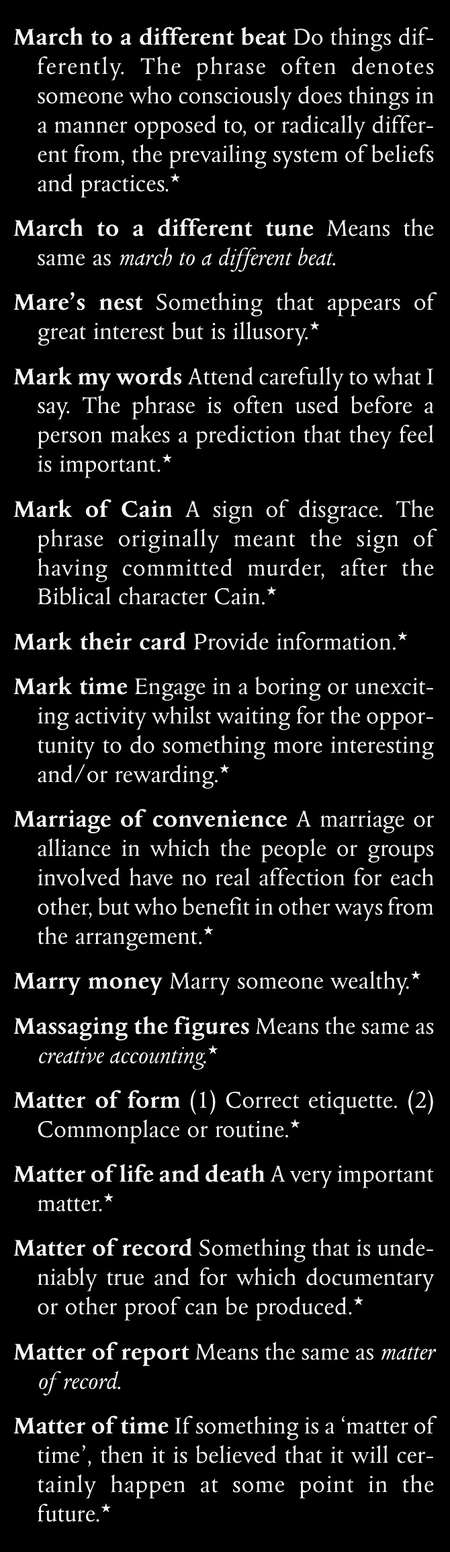 March to a different beat Do things dif-
ferently. The phrase often denotes
someone who consciously does things in
a manner opposed to, or radically differ-
ent from, the prevailing system of beliefs
and practices.★
March to a different tune Means the
same as march to a different beat.
Mare’s nest Something that appears of
great interest but is illusory.★
Mark my words Attend carefully to what I
say. The phrase is often used before a
person makes a prediction that they feel
is important.★
Mark of Cain A sign of disgrace. The
phrase originally meant the sign of
having committed murder, after the
Biblical character Cain.★
Mark their card Provide information.★
Mark time Engage in a boring or unexcit-
ing activity whilst waiting for the oppor-
tunity to do something more interesting
and/or rewarding.★
Marriage of convenience A marriage or
alliance in which the people or groups
involved have no real affection for each
other, but who benefit in other ways from
the arrangement.★
Marry money Marry someone wealthy.★
Massaging the figures Means the same as
creative accounting.★
Matter of form (1) Correct etiquette. (2)
Commonplace or routine.★
Matter of life and death A very important
matter.★
Matter of record Something that is unde-
niably true and for which documentary
or other proof can be produced.★
Matter of report Means the same as matter
of record.
Matter of time If something is a ‘matter of
time’, then it is believed that it will cer-
tainly happen at some point in the
future.★